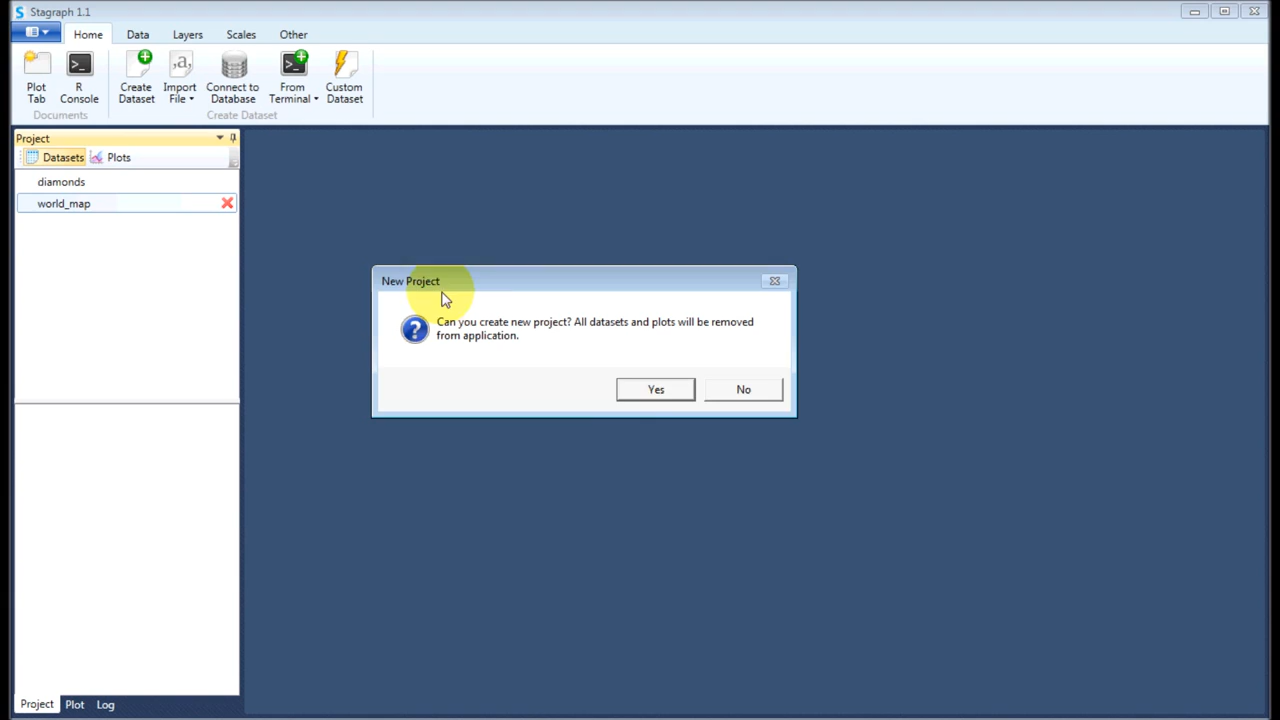 Stagraph 1.1
Home Data Layers Scales Other
Plot Tab
R Console
Create Dataset
Import File
Connect to Database
From Terminal
Custom Dataset
Documents
Create Dataset
Project
Datasets Plots
diamonds
world_map
New Project
Can you create new project? All datasets and plots will be removed
from application.
Yes No
Project Plot Log